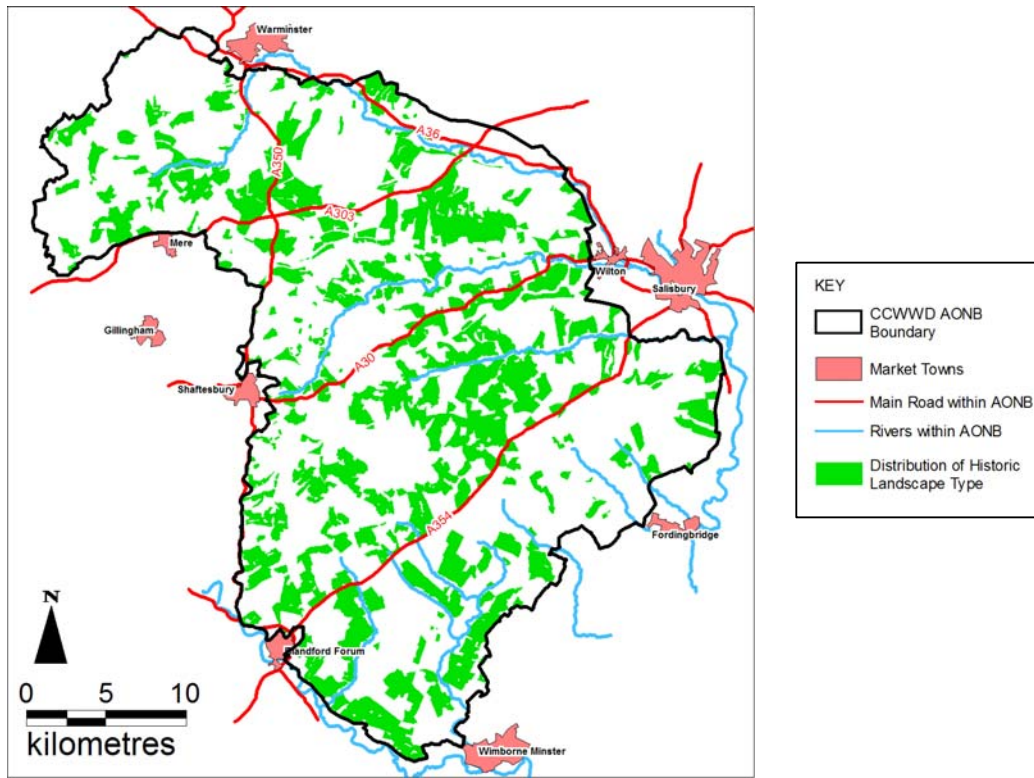 Warminster
A36
A350
A303
Mere
Wilton
Salisbury
Gillingham
A30
Shaftesbury
A354
Fordingbridge
N
Blandford Forum
0 5 10
kilometres
Wimborne Minster
KEY
CCWWD AONB
Boundary
Market Towns
Main Road within AONB
Rivers within AONB
Distribution of Historic
Landscape Type